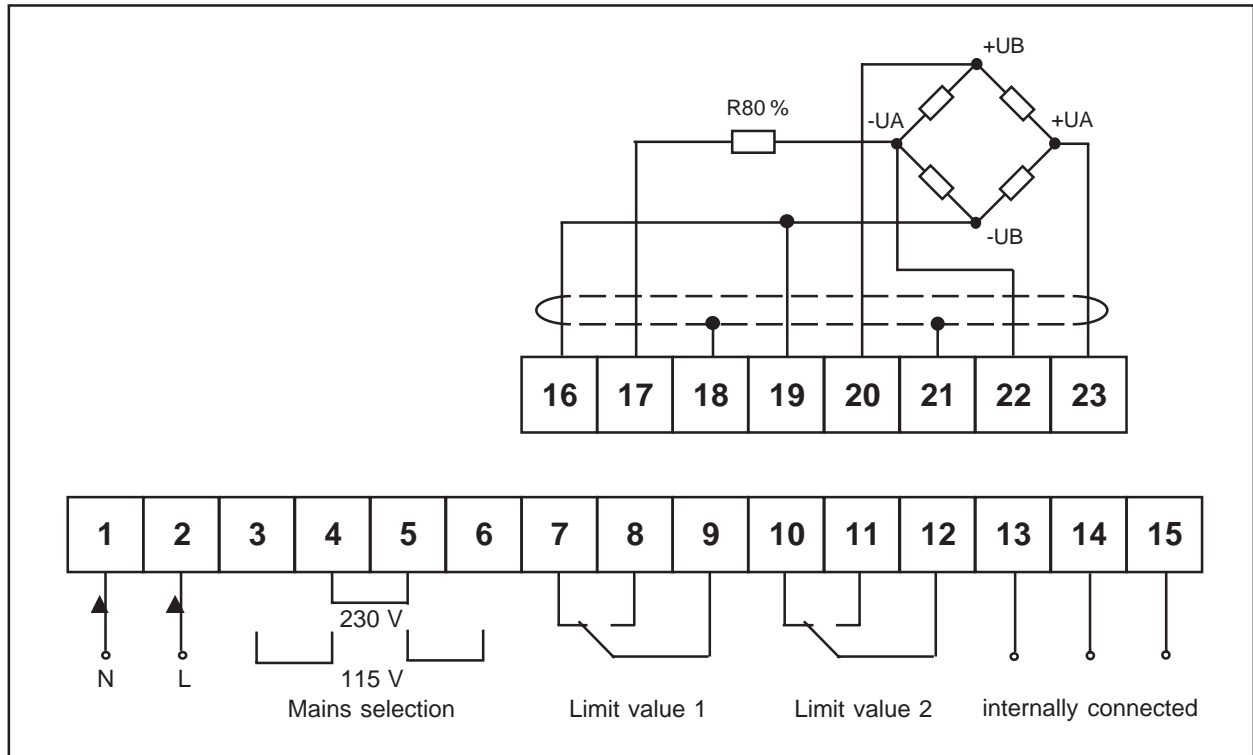 +UB
R80 %
-UA
+UA
-UB
16 17 18 19 20 21 22 23
1 2 3 4 5 6 7 8 9 10 11 12 13 14 15
230 V
N L 115 V
Mains selection Limit value 1 Limit value 2 internally connected